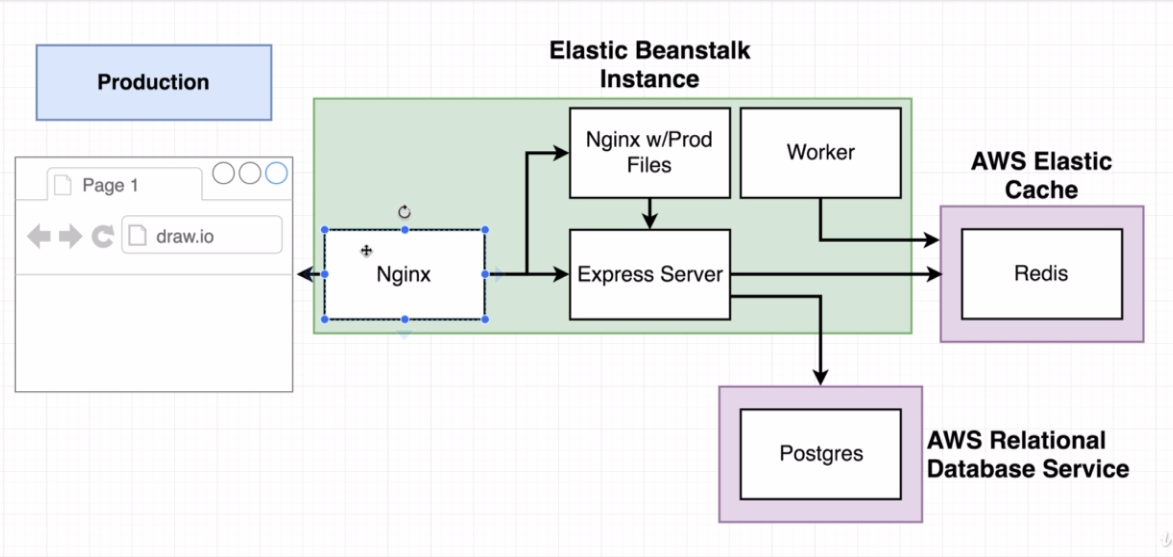 Production
Elastic Beanstalk
Instance
Page 1
draw.io
Nginx
Nginx w/Prod
Files
Worker
Express Server
AWS Elastic
Cache
Redis
Postgres
AWS Relational
Database Service